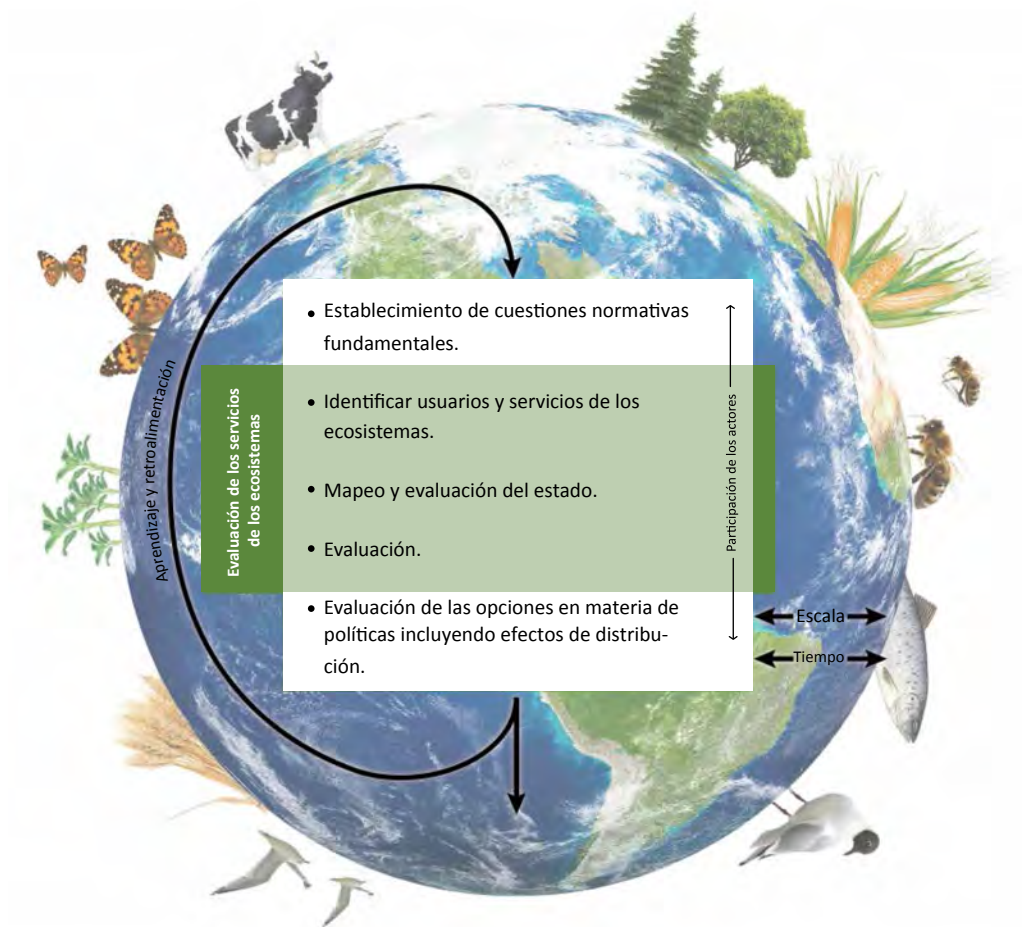 • Establecimiento de cuestiones normativas
fundamentales.
• Identificar usuarios y servicios de los
ecosistemas.
• Mapeo y evaluación del estado.
• Evaluación.
• Evaluación de las opciones en materia de
políticas incluyendo efectos de distribu-
ción.
Evaluación de los servicios
de los ecosistemas
Aprendizaje y retroalimentación
Participación de los actores
Escala
Tiempo